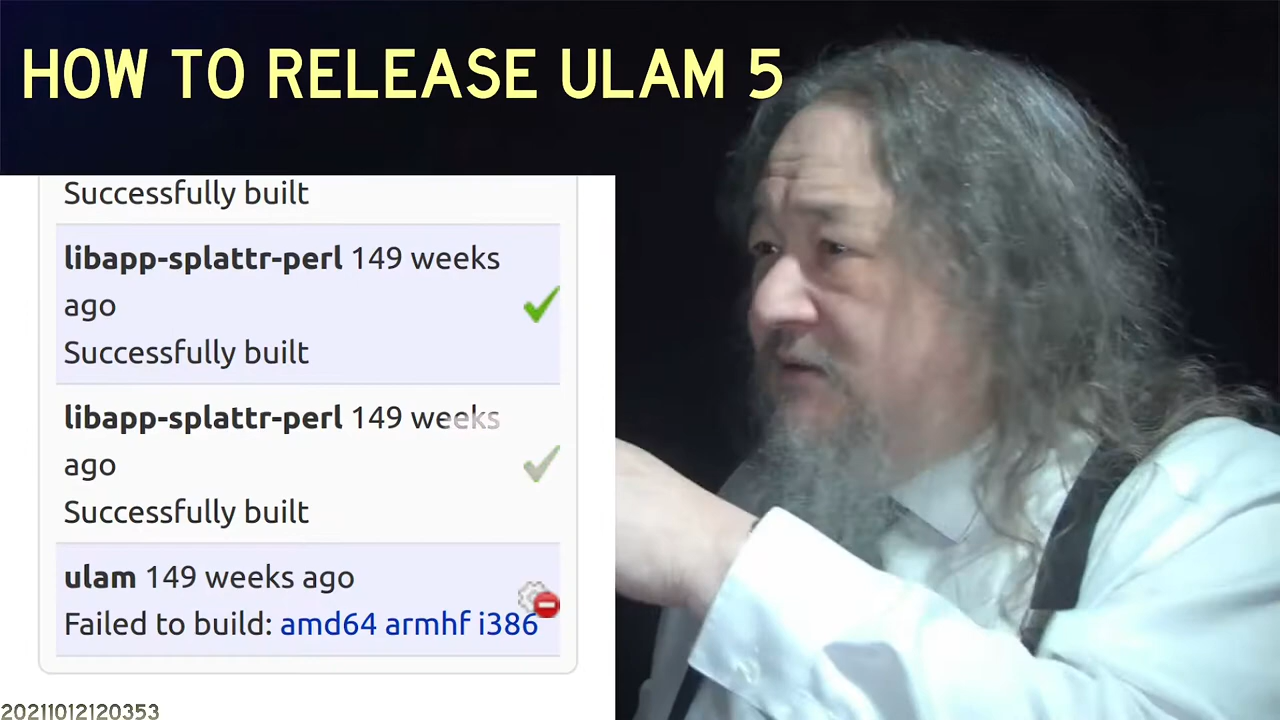 HOW TO RELEASE ULAM 5
Successfully built
libapp-splattr-perl 149 weeks
ago
Successfully built
libapp-splattr-perl 149 weeks
ago
Successfully built
ulam 149 weeks ago
Failed to build: amd64 armhf i386
20211012120353